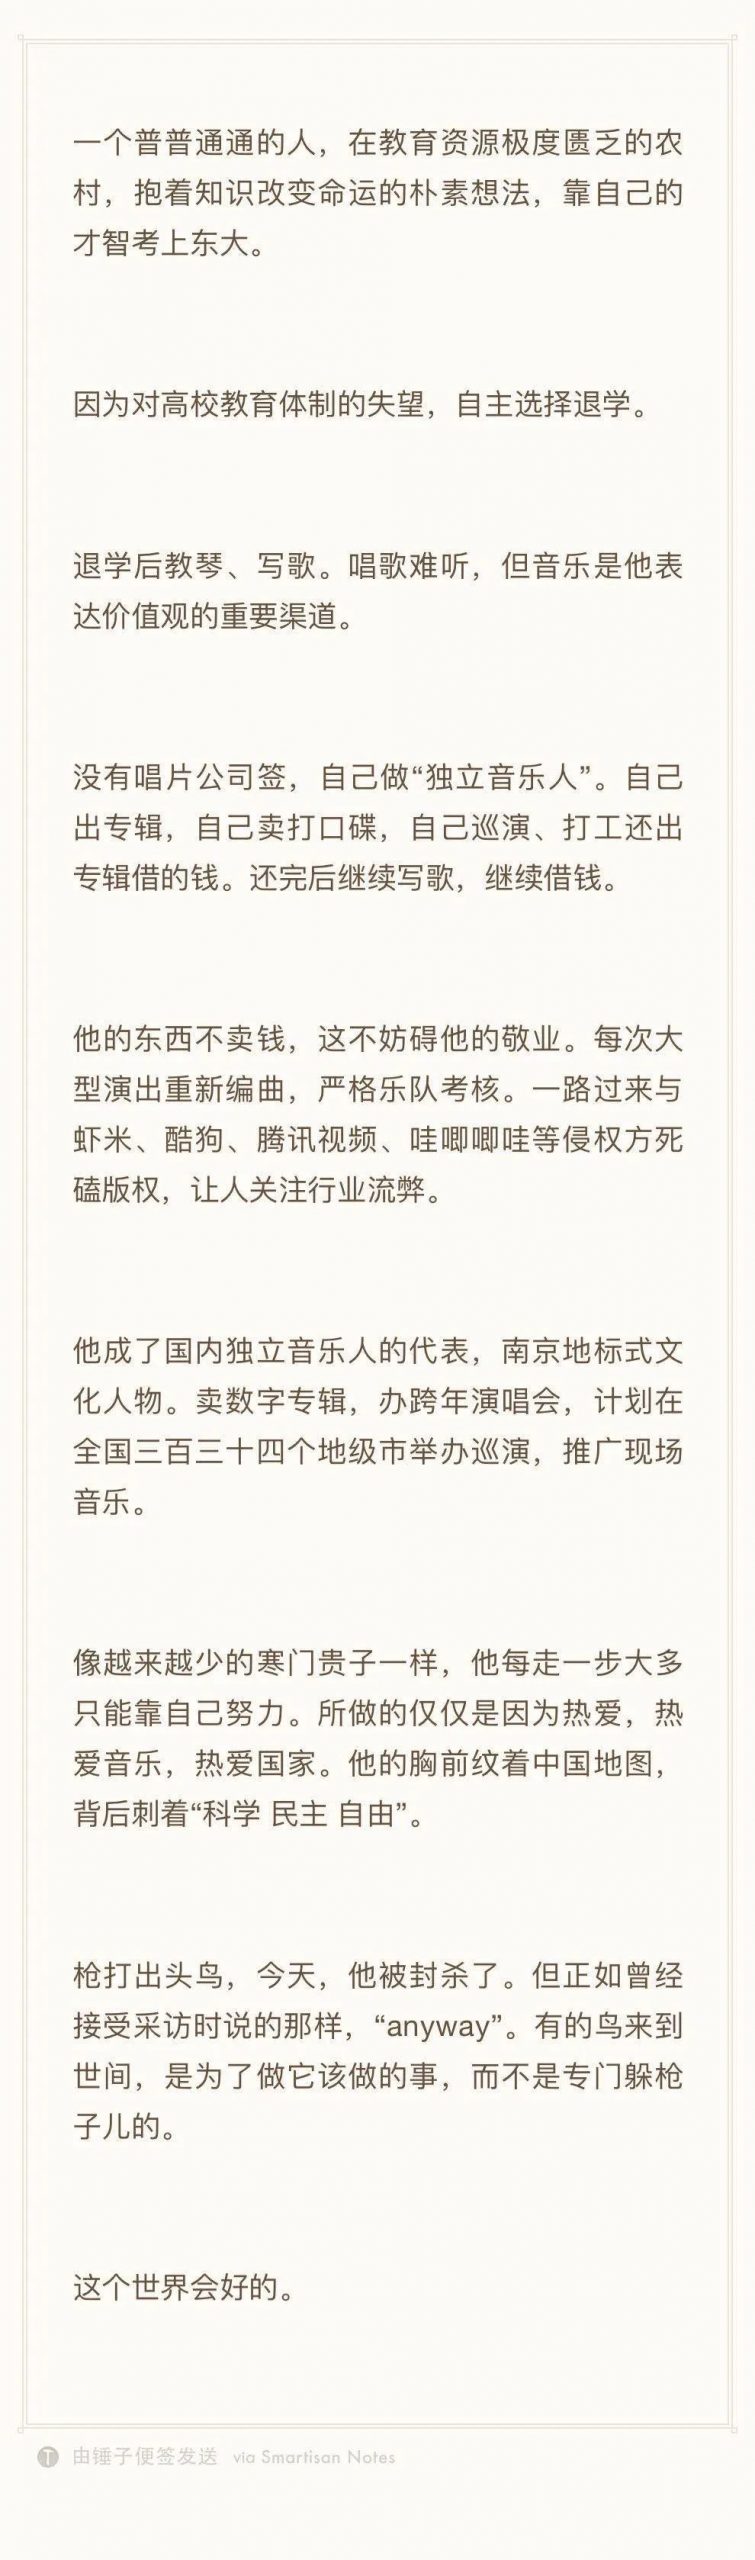 一个普普通通的人，在教育资源极度匮乏的农
村，抱着知识改变命运的朴素想法，靠自己的
才智考上东大。
因为对高校教育体制的失望，自主选择退学。
退学后教琴、写歌。唱歌难听，但音乐是他表
达价值观的重要渠道。
没有唱片公司签，自己做“独立音乐人”。自己
出专辑，自己卖打口碟，自己巡演、打工还出
专辑借的钱。还完后继续写歌，继续借钱。
他的东西不卖钱，这不妨碍他的敬业。每次大
型演出重新编曲，严格乐队考核。一路过来与
虾米、酷狗、腾讯视频、哇唧唧哇等侵权方死
磕版权，让人关注行业流弊。
他成了国内独立音乐人的代表，南京地标式文
化人物。卖数字专辑，办跨年演唱会，计划在
全国三百三十四个地级市举办巡演，推广现场
音乐。
像越来越少的寒门贵子一样，他每走一步大多
只能靠自己努力。所做的仅仅是因为热爱，热
爱音乐，热爱国家。他的胸前纹着中国地图，
背后刺着“科学 民主 自由”。
枪打出头鸟，今天，他被封杀了。但正如曾经
接受采访时说的那样，“anyway”。有的鸟来到
世间，是为了做它该做的事，而不是专门躲枪
子儿的。
这个世界会好的。
T 由锤子便签发送 via Smartisan Notes